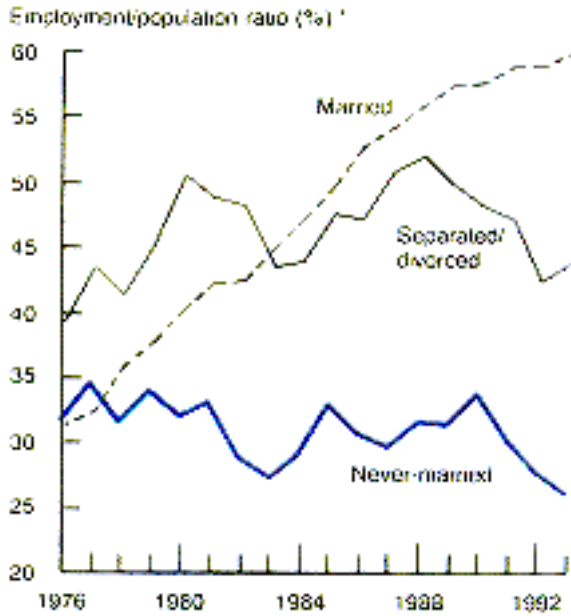 Employment/population ratio (%) *
60
55
50
45
40
35
30
25
20
Married
Separated/
divorced
Never-married
1976
1980
1984
1988
1992